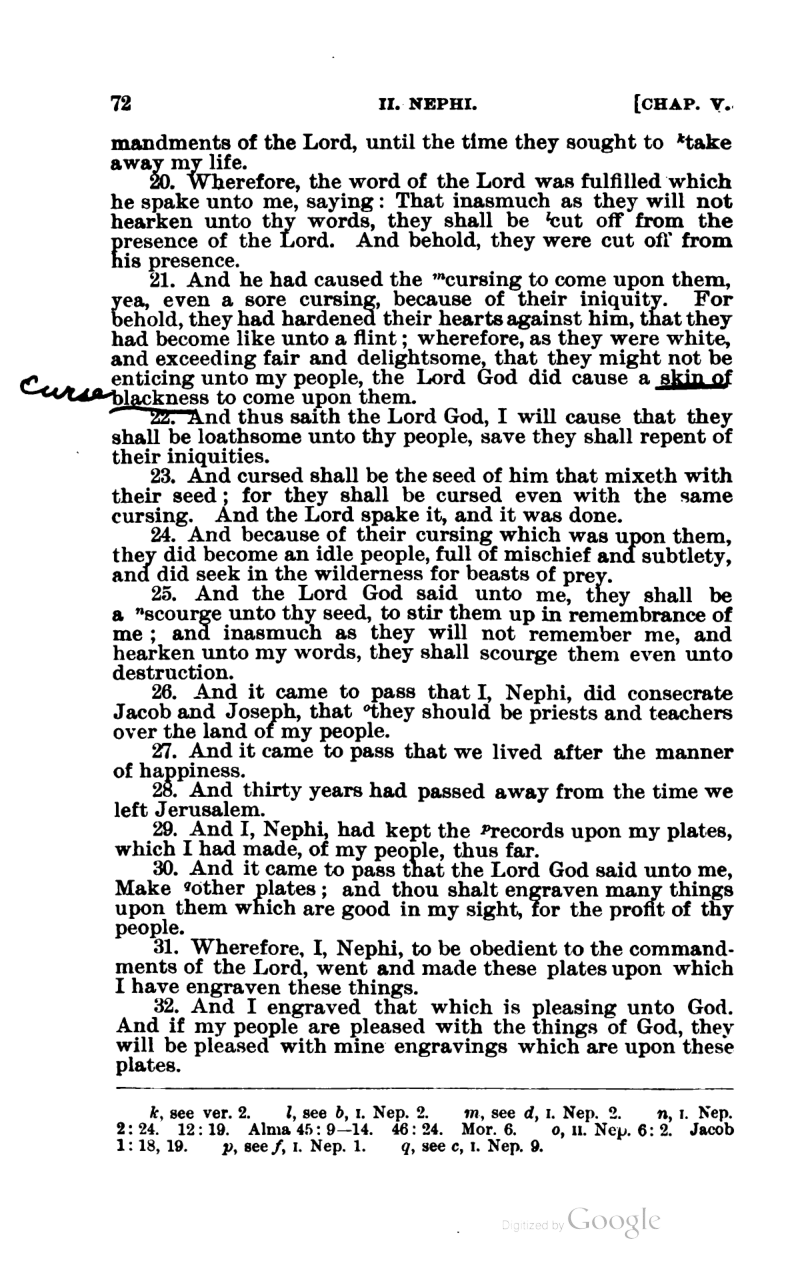 72 II. NEPHI. [CHAP. V.
mandments of the Lord, until the time they sought to ktake
away my life.
20. Wherefore, the word of the Lord was fulfilled which
he spake unto me, saying: That inasmuch as they will not
hearken unto thy words, they shall be lcut off from the
presence of the Lord. And behold, they were cut off from
his presence.
21. And he had caused the mcursing to come upon them,
yea, even a sore cursing, because of their iniquity. For
behold, they had hardened their hearts against him, that they
had become like unto a flint; wherefore, as they were white,
and exceeding fair and delightsome, that they might not be
enticing unto my people, the Lord God did cause a skin of
Curse
blackness to come upon them.
22. And thus saith the Lord God, I will cause that they
shall be loathsome unto thy people, save they shall repent of
their iniquities.
23. And cursed shall be the seed of him that mixeth with
their seed; for they shall be cursed even with the same
cursing. And the Lord spake it, and it was done.
24. And because of their cursing which was upon them,
they did become an idle people, full of mischief and subtlety,
and did seek in the wilderness for beasts of prey.
25. And the Lord God said unto me, they shall be
a nscourge unto thy seed, to stir them up in remembrance of
me; and inasmuch as they will not remember me, and
hearken unto my words, they shall scourge them even unto
destruction.
26. And it came to pass that I, Nephi, did consecrate
Jacob and Joseph, that othey should be priests and teachers
over the land of my people.
27. And it came to pass that we lived after the manner
of happiness.
28. And thirty years had passed away from the time we
left Jerusalem.
29. And I, Nephi, had kept the precords upon my plates,
which I had made, of my people, thus far.
30. And it came to pass that the Lord God said unto me,
Make qother plates; and thou shalt engraven many things
upon them which are good in my sight, for the profit of thy
people.
31. Wherefore, I, Nephi, to be obedient to the command-
ments of the Lord, went and made these plates upon which
I have engraven these things.
32. And I engraved that which is pleasing unto God.
And if my people are pleased with the things of God, they
will be pleased with mine engravings which are upon these
plates.
k, see ver. 2. l, see b, I. Nep. 2. m, see d, I. Nep. 2. n, I. Nep.
2: 24. 12: 19. Alma 45: 9—14. 46: 24. Mor. 6. o, II. Nep. 6: 2. Jacob
1: 18, 19. p, see f, I. Nep. 1. q, see c, I. Nep. 9.
Digitized by Google